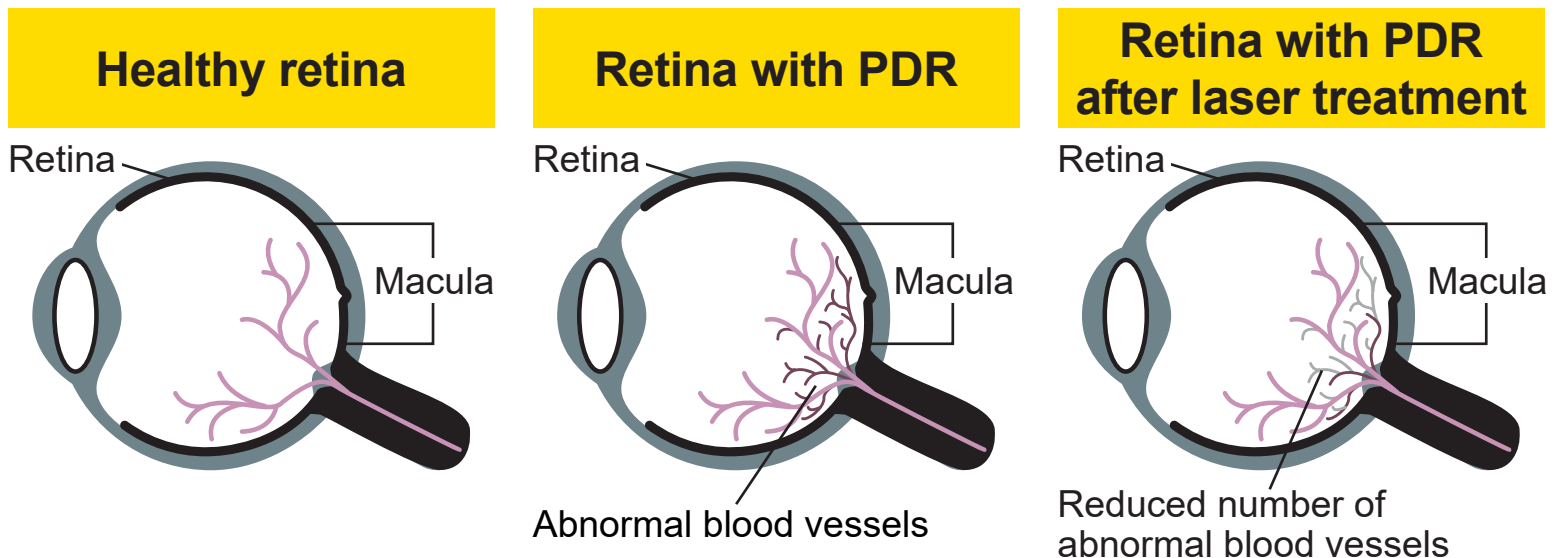 Healthy retina
Retina
Macula
Retina with PDR
Retina
Macula
Abnormal blood vessels
Retina with PDR
after laser treatment
Retina
Macula
Reduced number of
abnormal blood vessels